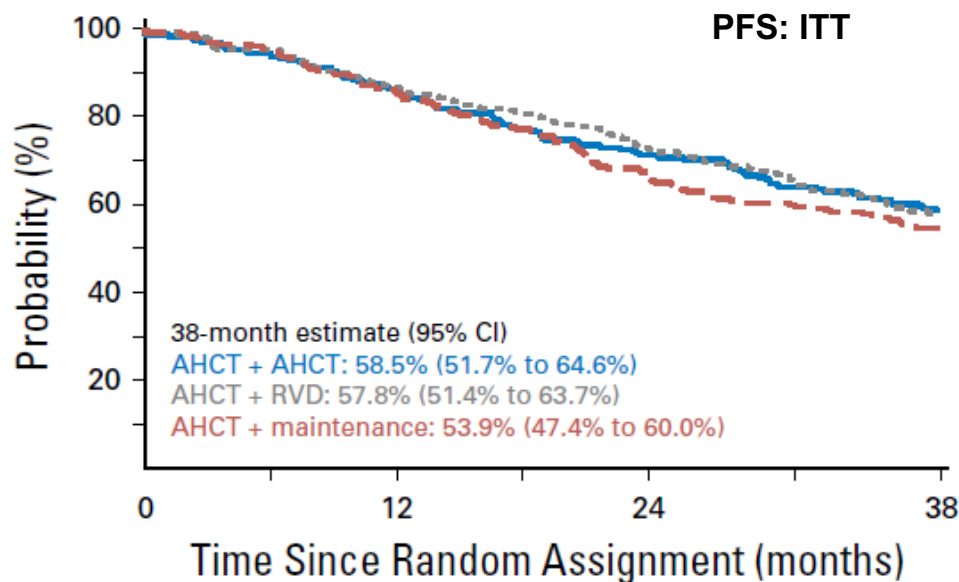 PFS: ITT
100
80
60
40
20
Probability (%)
38-month estimate (95% CI)
AHCT + AHCT: 58.5% (51.7% to 64.6%)
AHCT + RVD: 57.8% (51.4% to 63.7%)
AHCT + maintenance: 53.9% (47.4% to 60.0%)
0 12 24 38
Time Since Random Assignment (months)